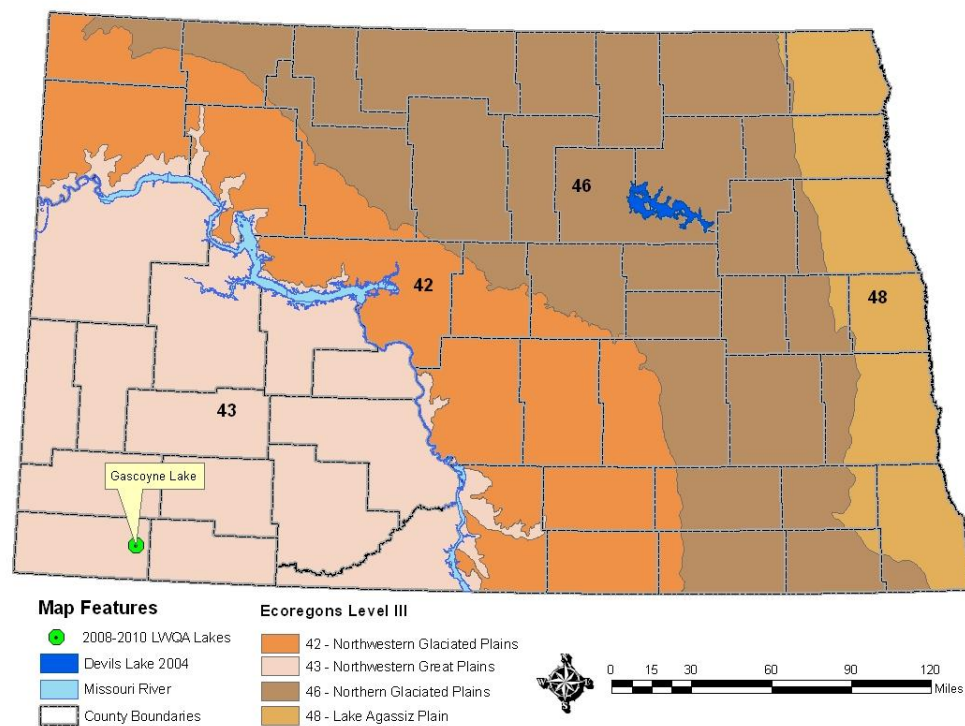 46
48
42
43
Gascoyne Lake
Map Features
2008-2010 LWQA Lakes
Devils Lake 2004
Missouri River
County Boundaries
Ecoregons Level III
42 - Northwestern Glaciated Plains
43 - Northwestern Great Plains
46 - Northern Glaciated Plains
48 - Lake Agassiz Plain
0 15 30 60 90 120
Miles